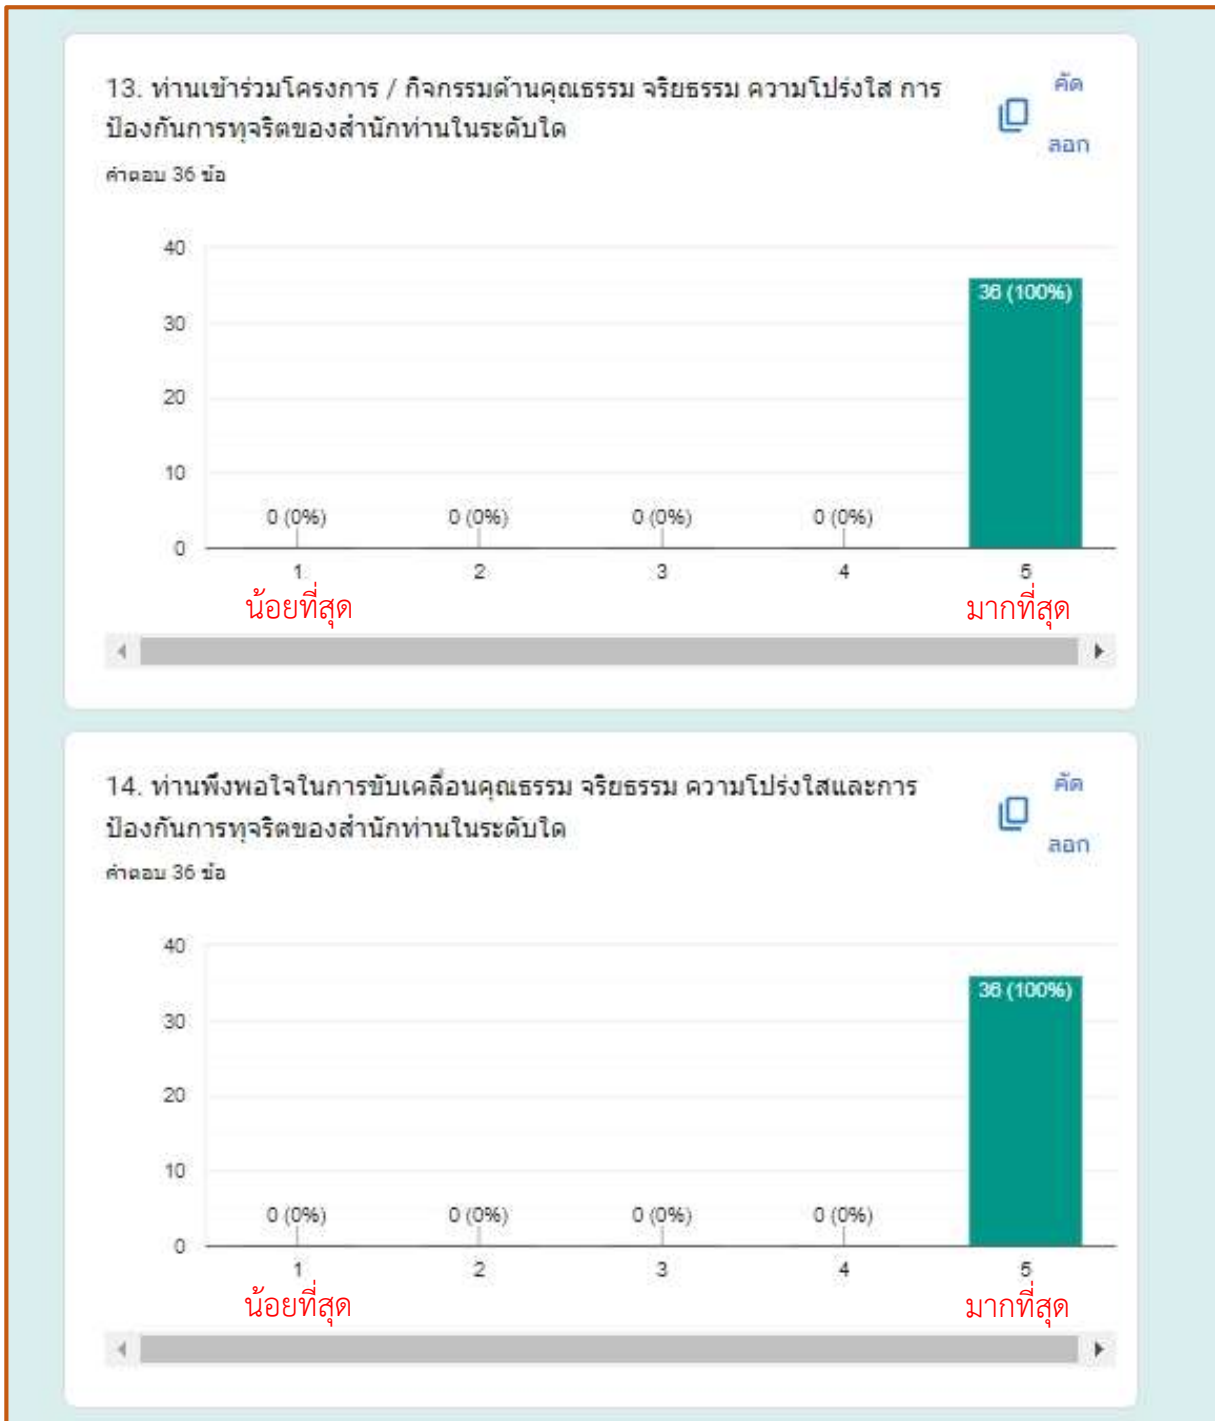 13. ท่านเข้าร่วมโครงการ / กิจกรรมด้านคุณธรรม จริยธรรม ความโปร่งใส การ
ป้องกันการทุจริตของสำนักท่านในระดับใด
คัด
ลอก
คำตอบ 36 ข้อ
40
30
20
10
0
0 (0%)
0 (0%)
0 (0%)
0 (0%)
36 (100%)
1
2
3
4
5
น้อยที่สุด
มากที่สุด
14. ท่านพึงพอใจในการขับเคลื่อนคุณธรรม จริยธรรม ความโปร่งใสและการ
ป้องกันการทุจริตของสำนักท่านในระดับใด
คัด
ลอก
คำตอบ 36 ข้อ
40
30
20
10
0
0 (0%)
0 (0%)
0 (0%)
0 (0%)
36 (100%)
1
2
3
4
5
น้อยที่สุด
มากที่สุด